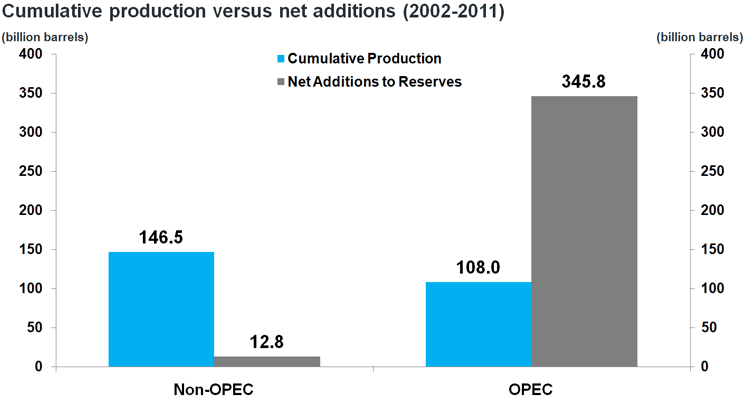 Cumulative production versus net additions (2002-2011)
(billion barrels) (billion barrels)
400 400
Cumulative Production
Net Additions to Reserves
345.8
350 350
300 300
250 250
200 200
146.5
150 150
108.0
100 100
50 50
12.8
0 0
Non-OPEC OPEC